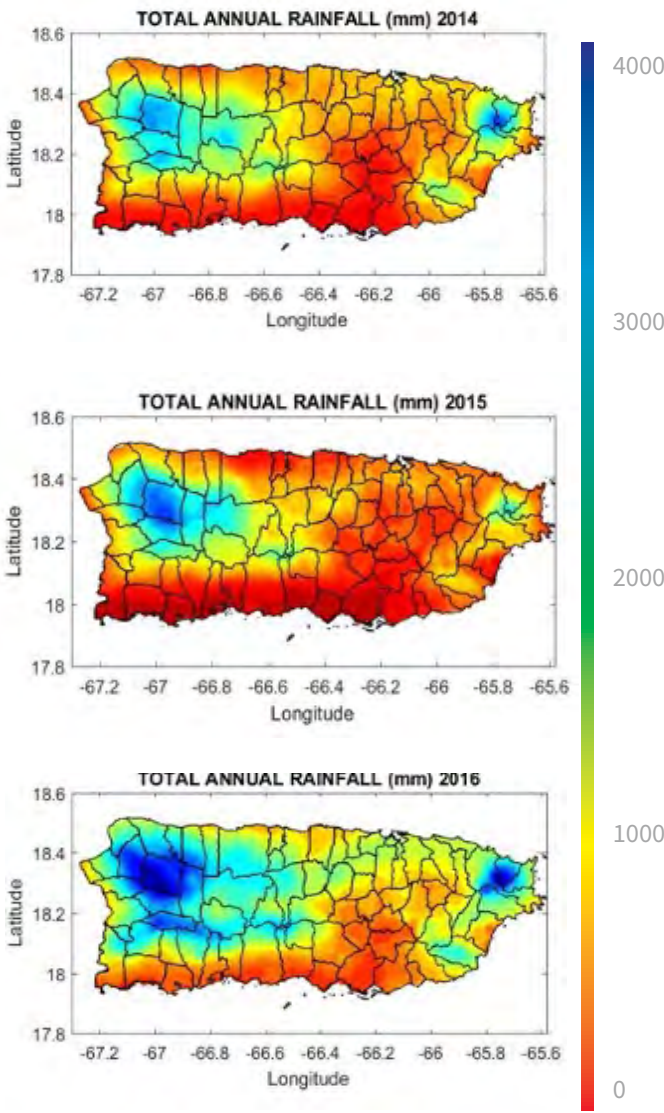 TOTAL ANNUAL RAINFALL (mm) 2014
18.6
18.4
18.2
18
17.8
Latitude
-67.2 -67 -66.8 -66.6 -66.4 -66.2 -66 -65.8 -65.6
Longitude
TOTAL ANNUAL RAINFALL (mm) 2015
18.6
18.4
18.2
18
17.8
Latitude
-67.2 -67 -66.8 -66.6 -66.4 -66.2 -66 -65.8 -65.6
Longitude
TOTAL ANNUAL RAINFALL (mm) 2016
18.6
18.4
18.2
18
17.8
Latitude
-67.2 -67 -66.8 -66.6 -66.4 -66.2 -66 -65.8 -65.6
Longitude
4000
3000
2000
1000
0